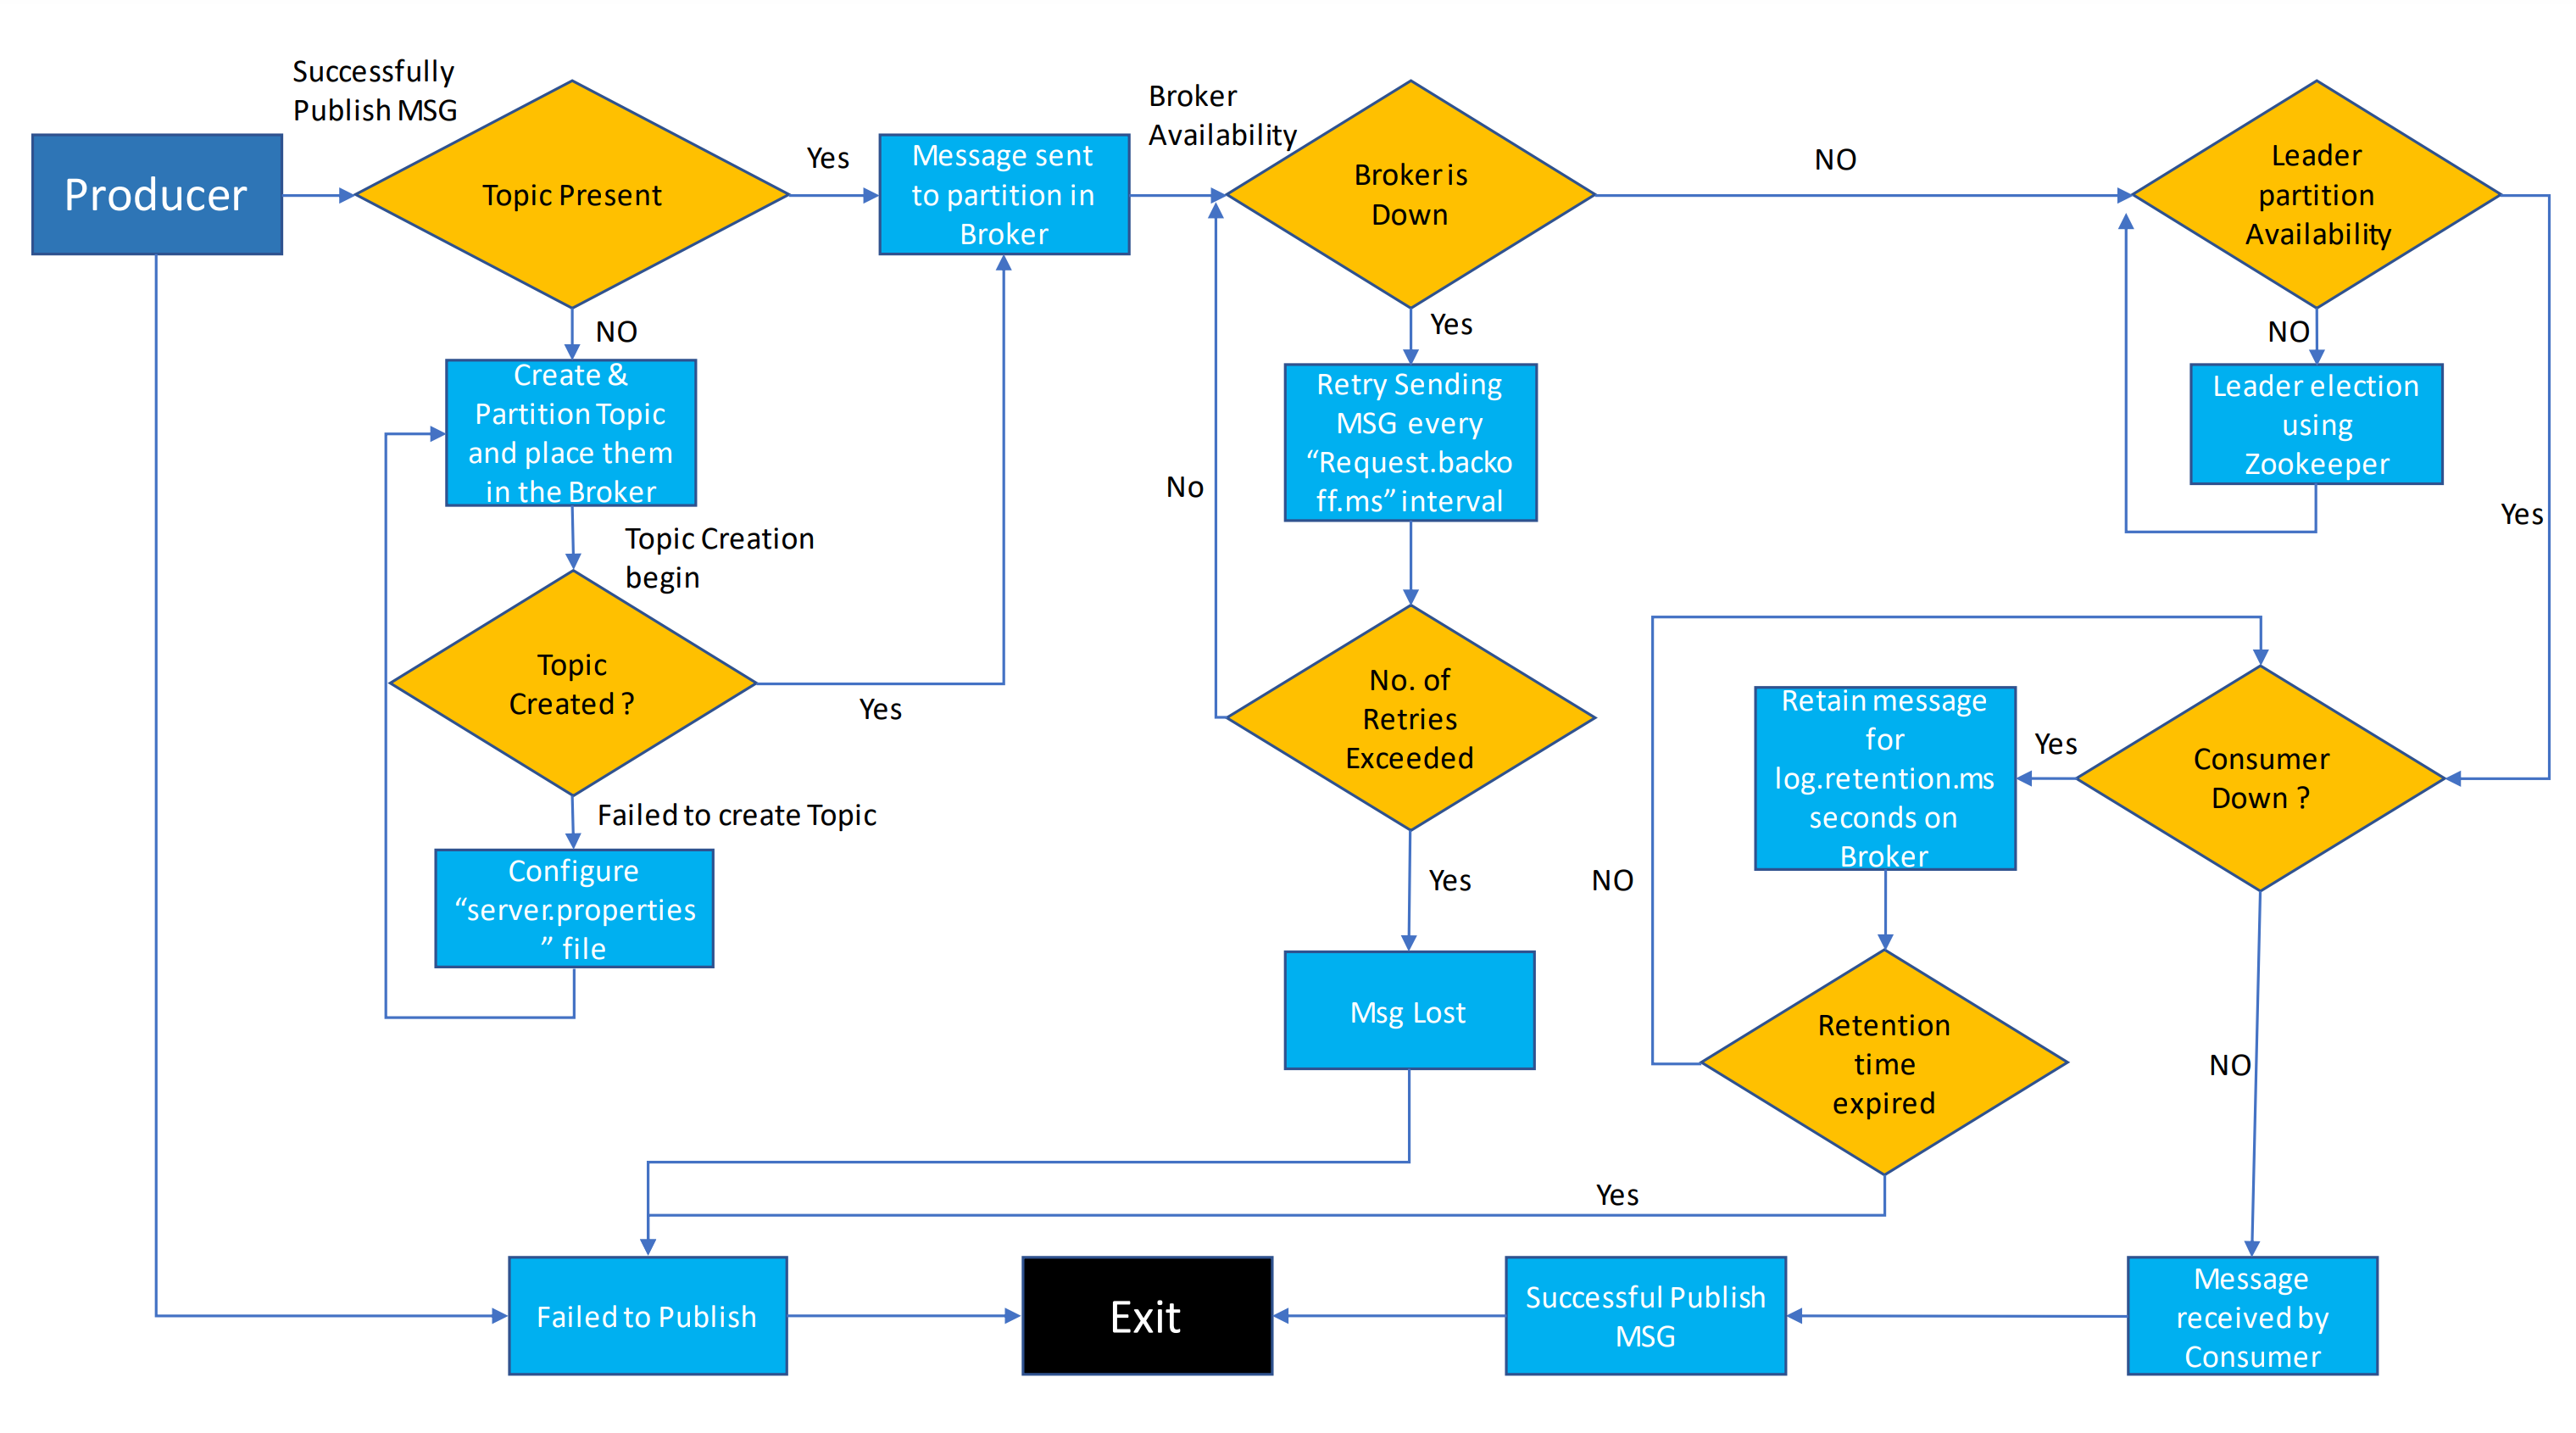 Successfully
Publish MSG
Producer
Topic Present
Yes
Message sent
to partition in
Broker
Broker
Availability
Broker is
Down
NO
Leader
partition
Availability
NO
Create &
Partition Topic
and place them
in the Broker
Topic Creation
begin
Topic
Created ?
Yes
Failed to create Topic
Configure
“server.properties
” file
Yes
Retry Sending
MSG every
“Request.backo
ff.ms” interval
No
No. of
Retries
Exceeded
Yes
Msg Lost
NO
Leader election
using
Zookeeper
Yes
Consumer
Down ?
Yes
Retain message
for
log.retention.ms
seconds on
Broker
NO
Retention
time
expired
Yes
NO
Failed to Publish
Exit
Successful Publish
MSG
Message
received by
Consumer